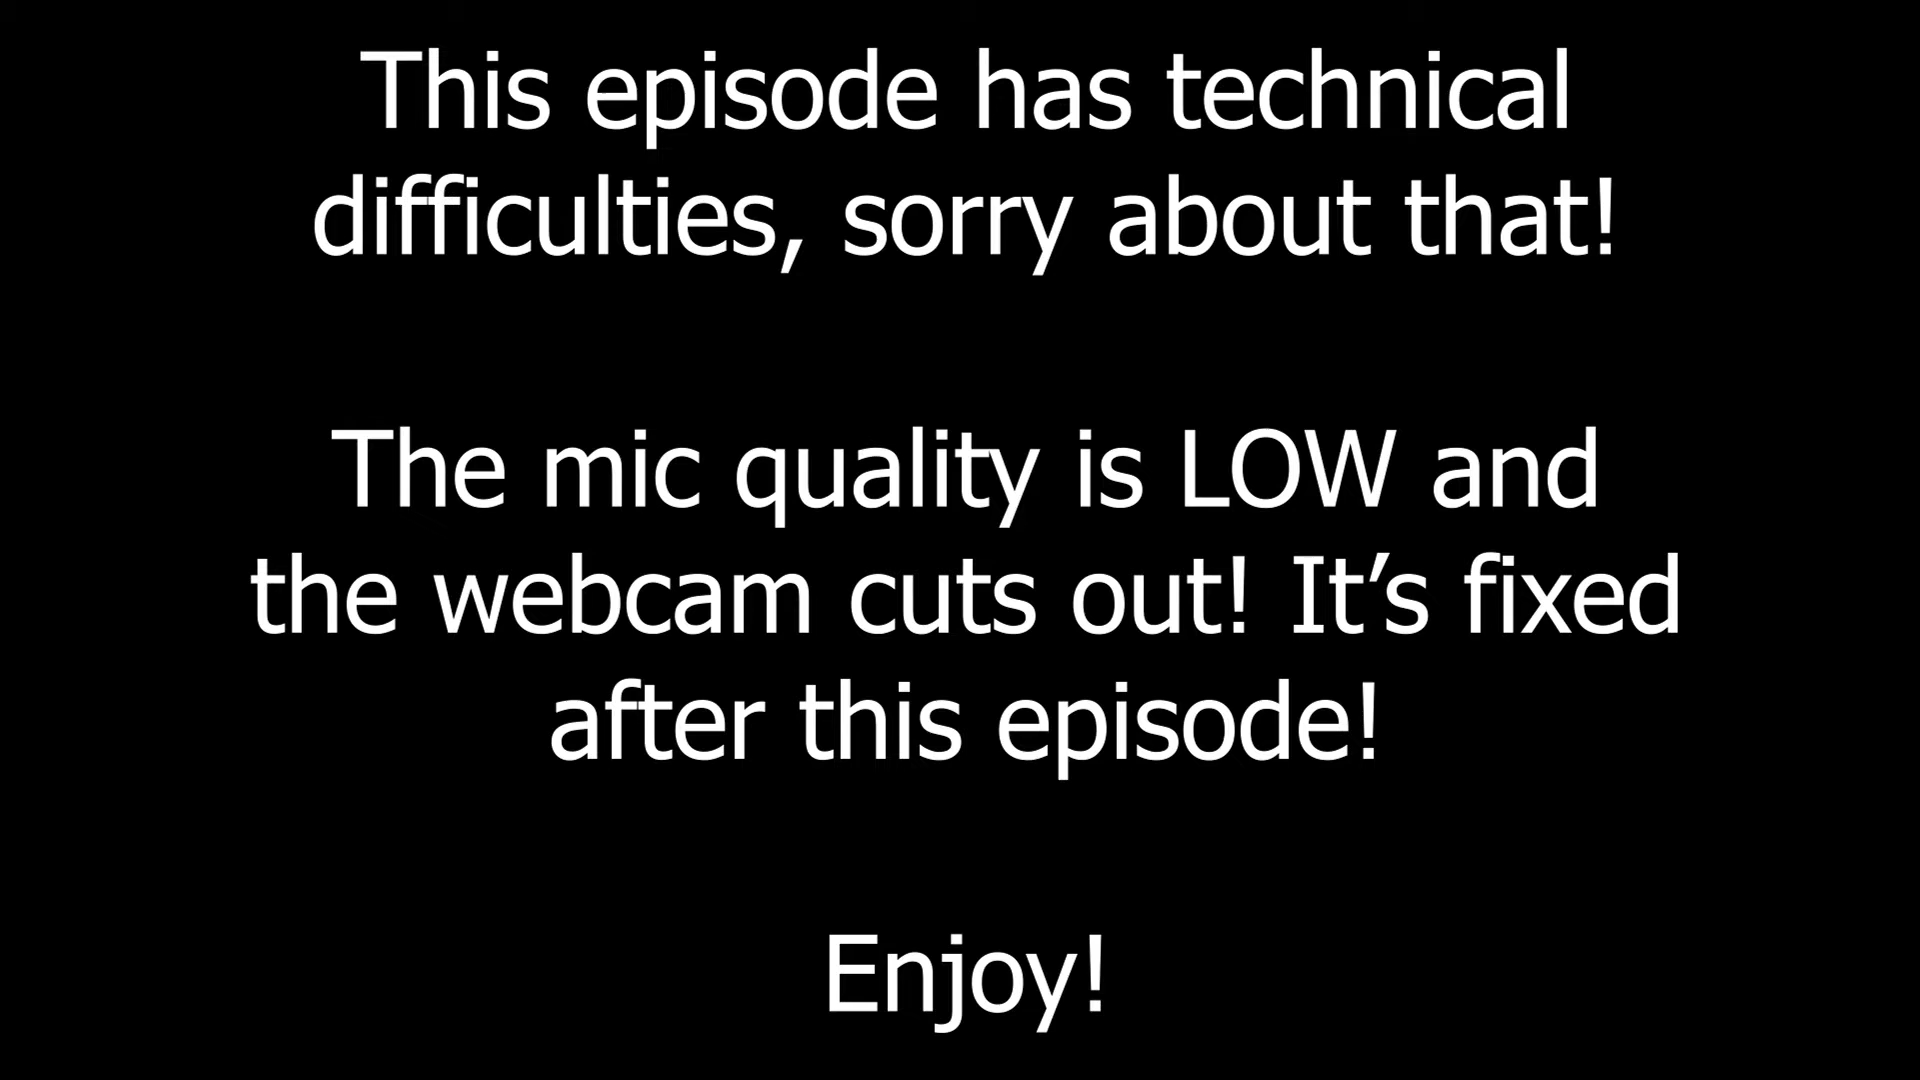 This episode has technical
difficulties, sorry about that!
The mic quality is LOW and
the webcam cuts out! It’s fixed
after this episode!
Enjoy!